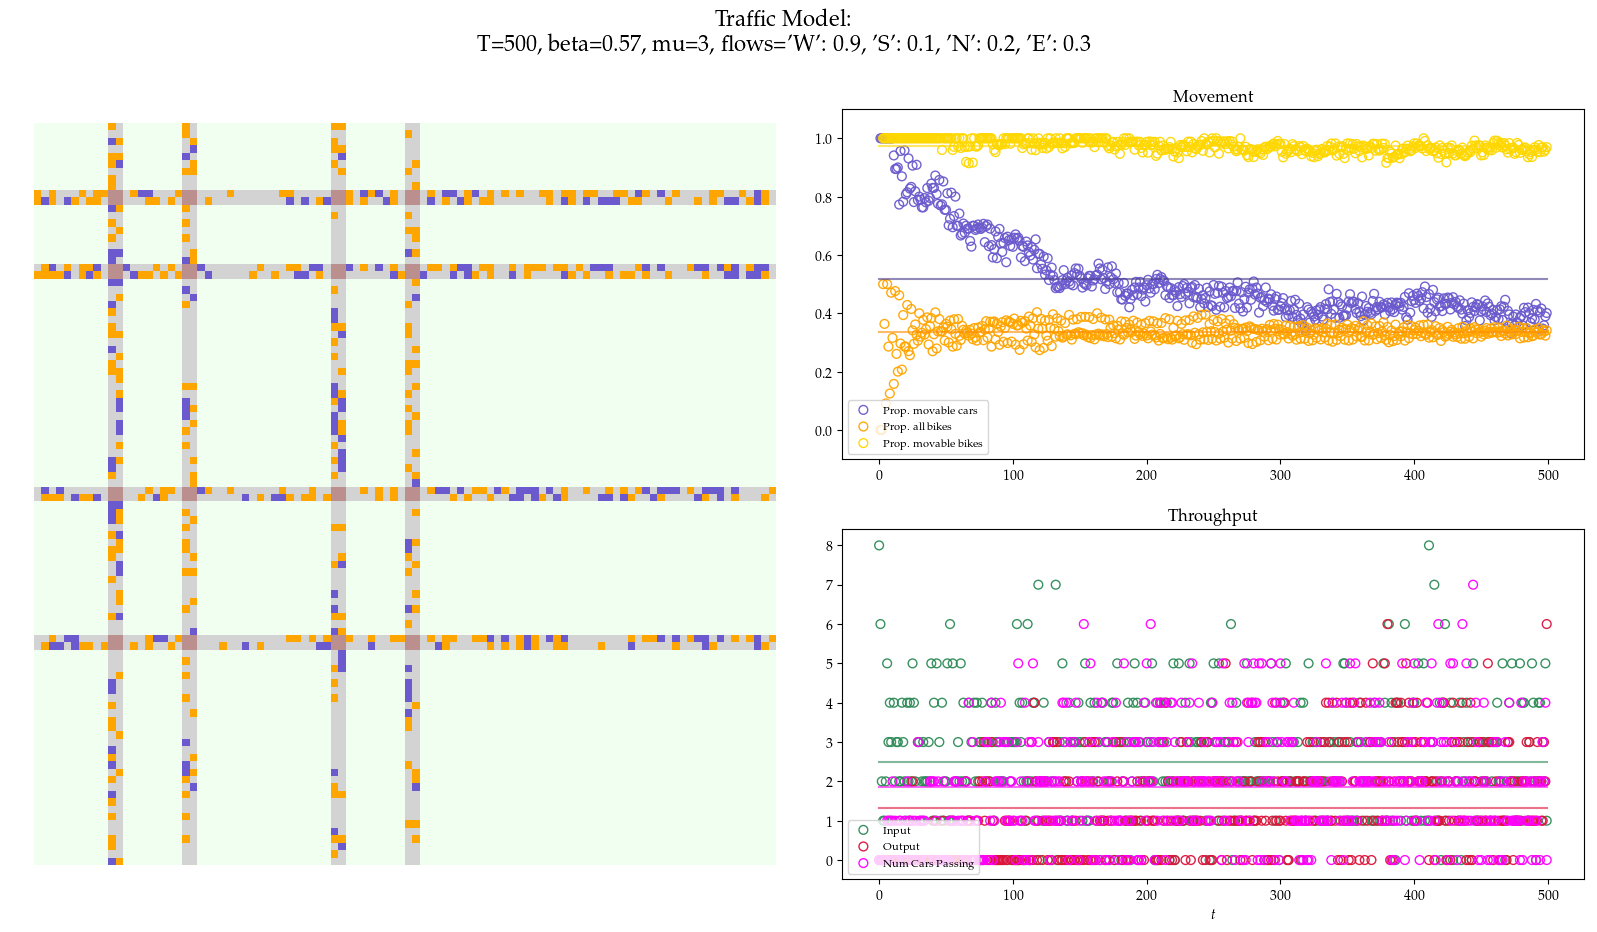 Traffic Model:
T=500, beta=0.57, mu=3, flows='W': 0.9, 'S': 0.1, 'N': 0.2, 'E': 0.3
Movement
1.0
0.8
0.6
0.4
0.2
0.0
Prop. movable cars
Prop. all bikes
Prop. movable bikes
0 100 200 300 400 500
Throughput
8
7
6
5
4
3
2
1
0
Input
Output
Num Cars Passing
0 100 200 300 400 500
t